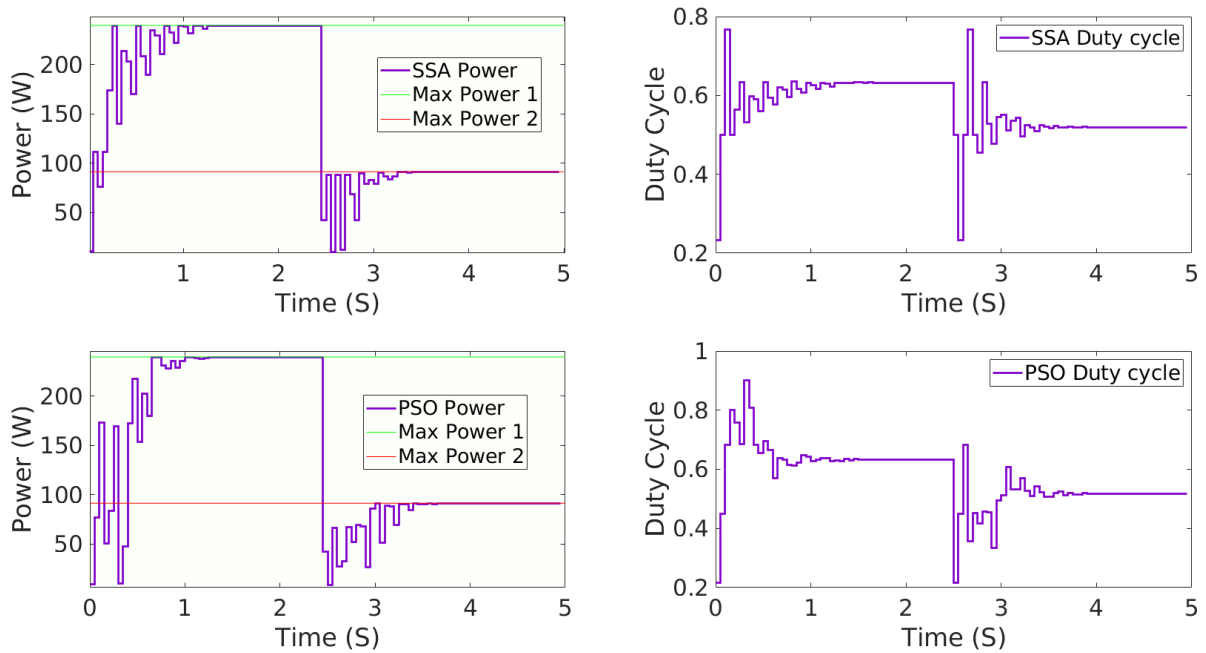 Power (W)
200
150
100
50
1
2
3
4
5
Time (S)
SSA Power
Max Power 1
Max Power 2
Duty Cycle
0.8
0.6
0.4
0.2
0
1
2
3
4
5
Time (S)
SSA Duty cycle
Power (W)
200
150
100
50
0
1
2
3
4
5
Time (S)
PSO Power
Max Power 1
Max Power 2
Duty Cycle
1
0.8
0.6
0.4
0.2
0
1
2
3
4
5
Time (S)
PSO Duty cycle